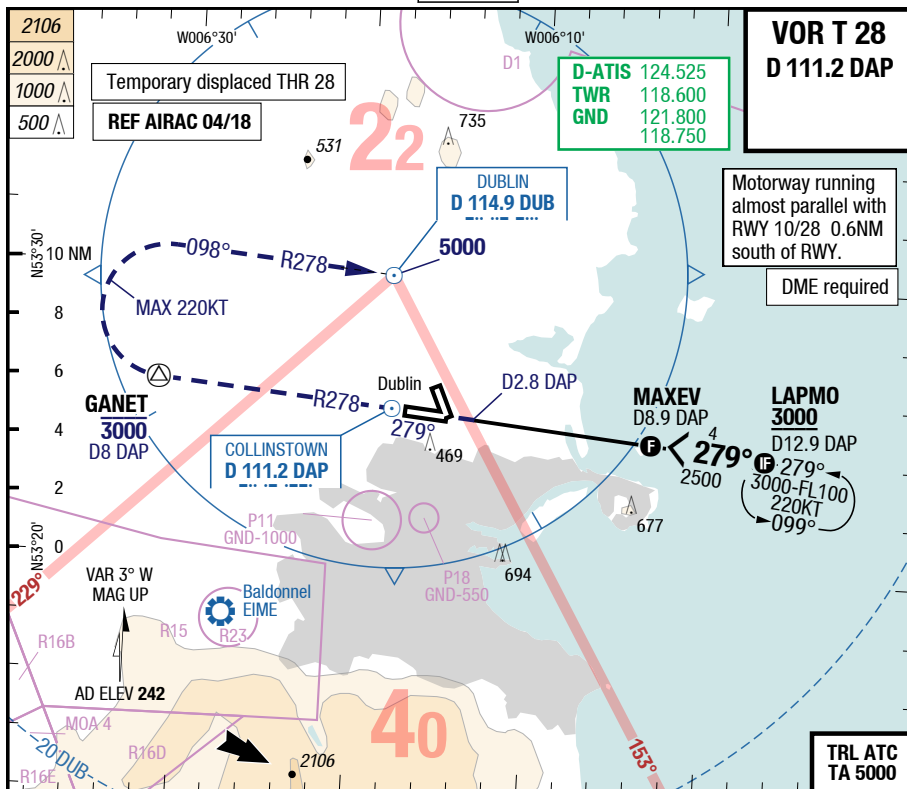 2106
2000
1000
500
W006°30'
W006°10'
VOR T 28
D 111.2 DAP
Temporary displaced THR 28
REF AIRAC 04/18
D-ATIS 124.525
TWR 118.600
GND 121.800
118.750
D1
735
531
22
DUBLIN
D 114.9 DUB
Motorway running
almost parallel with
RWY 10/28 0.6NM
south of RWY.
DME required
N53°30'
10 NM
8
6
4
2
0
N53°20'
098°
R278
5000
MAX 220KT
GANET
3000
D8 DAP
R278
Dublin
279°
D2.8 DAP
469
COLLINSTOWN
D 111.2 DAP
MAXEV
D8.9 DAP
LAPMO
3000
D12.9 DAP
F
4
279°
2500
IF
279°
3000-FL100
220KT
099°
677
694
P11
GND-1000
P18
GND-550
229°
VAR 3° W
MAG UP
Baldonnel
EIME
R15
R23
R16B
AD ELEV 242
MOA 4
20 DUB
R16D
R16E
2106
40
153°
TRL ATC
TA 5000